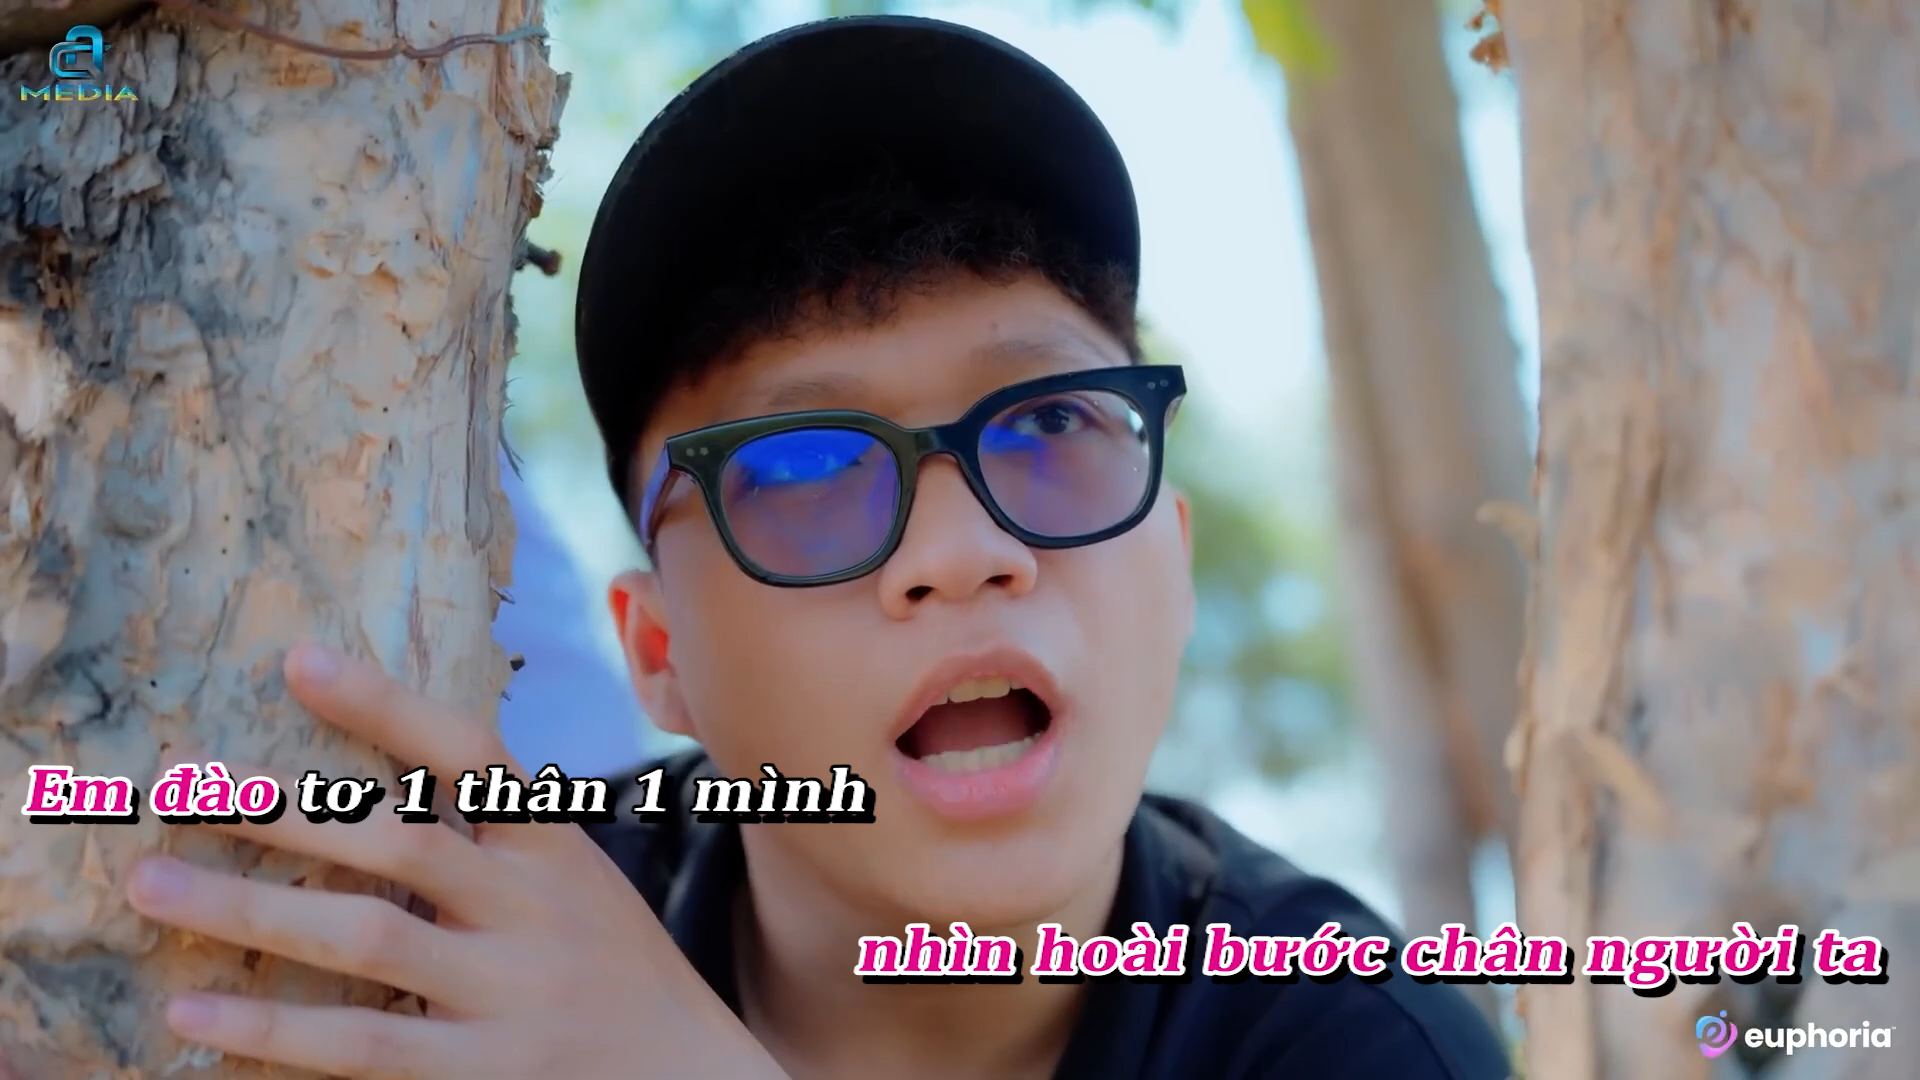 MEDIA
Em đào tơ 1 thân 1 mình
nhìn hoài bước chân người ta
euphoria